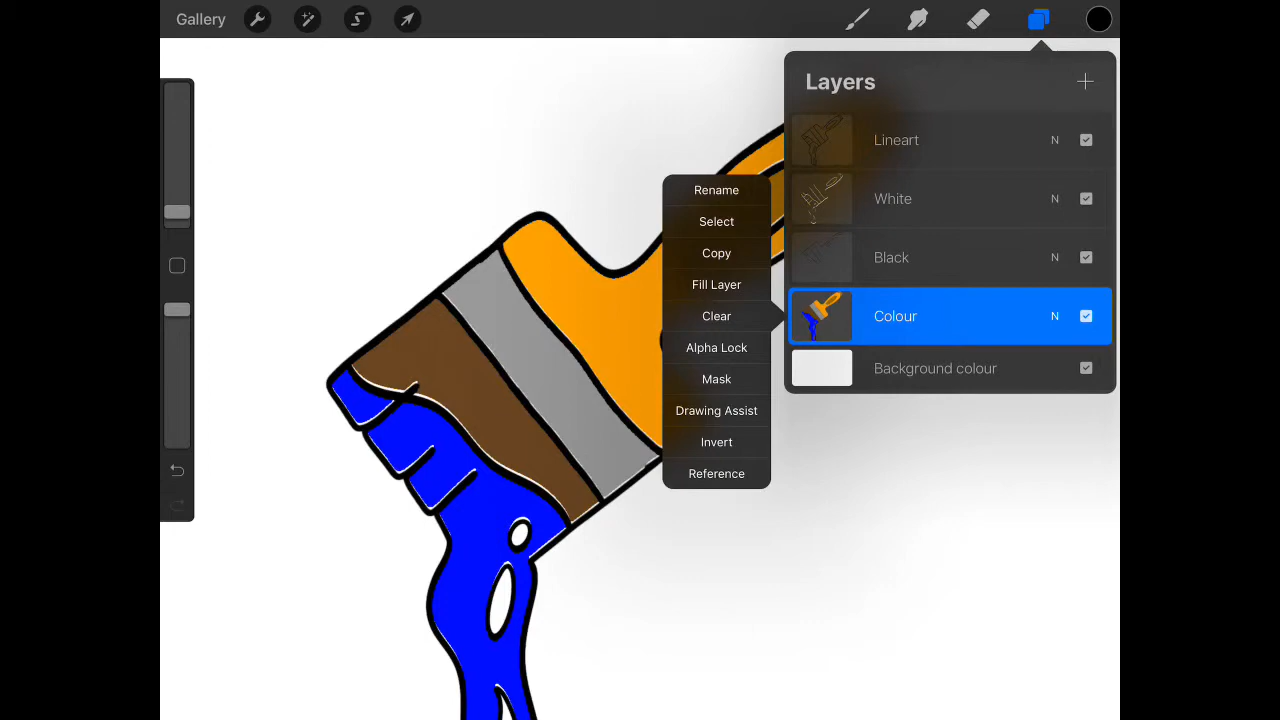 Gallery
Layers
Lineart N
White N
Black N
Colour N
Background colour
Rename
Select
Copy
Fill Layer
Clear
Alpha Lock
Mask
Drawing Assist
Invert
Reference